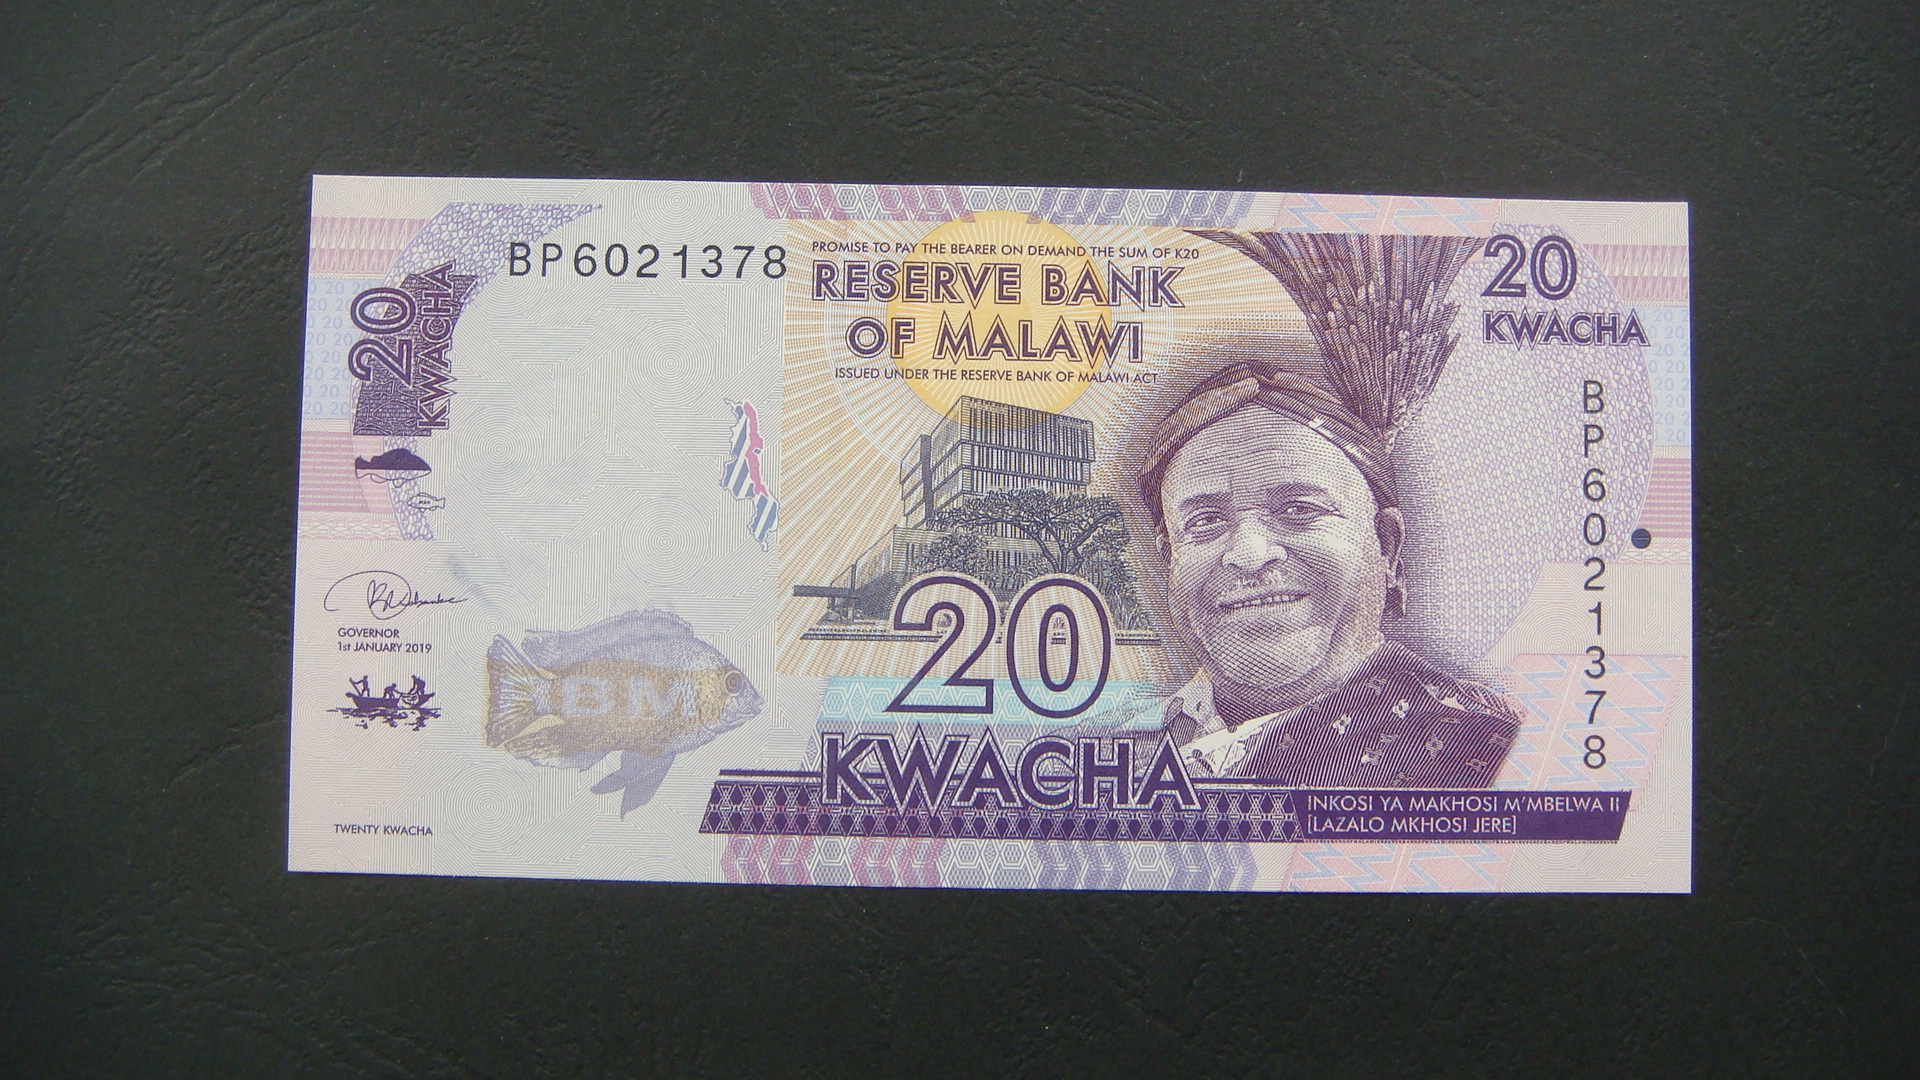 BP6021378
PROMISE TO PAY THE BEARER ON DEMAND THE SUM OF K20
RESERVE BANK
OF MALAWI
ISSUED UNDER THE RESERVE BANK OF MALAWI ACT
20
KWACHA
20
KWACHA
BP6021378
GOVERNOR
1st JANUARY 2019
RBM
20
KWACHA
TWENTY KWACHA
INKOSI YA MAKHOSI M'MBELWA II
[LAZALO MKHOSI JERE]